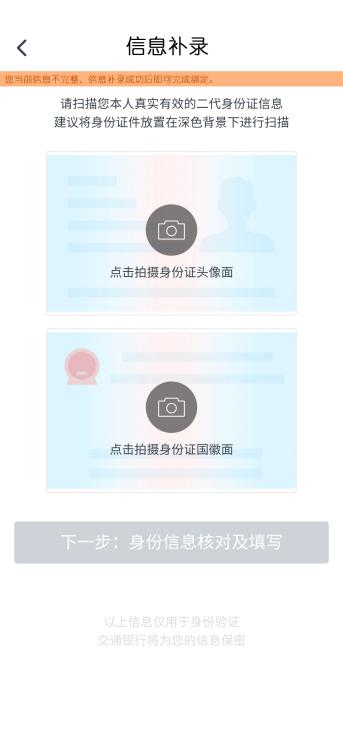 信息补录
您当前信息不完整，信息补录成功后即可完成绑定。
请扫描您本人真实有效的二代身份证信息
建议将身份证件放置在深色背景下进行扫描
点击拍摄身份证头像面
点击拍摄身份证国徽面
下一步：身份信息核对及填写
以上信息仅用于身份验证
交通银行将为您的信息保密